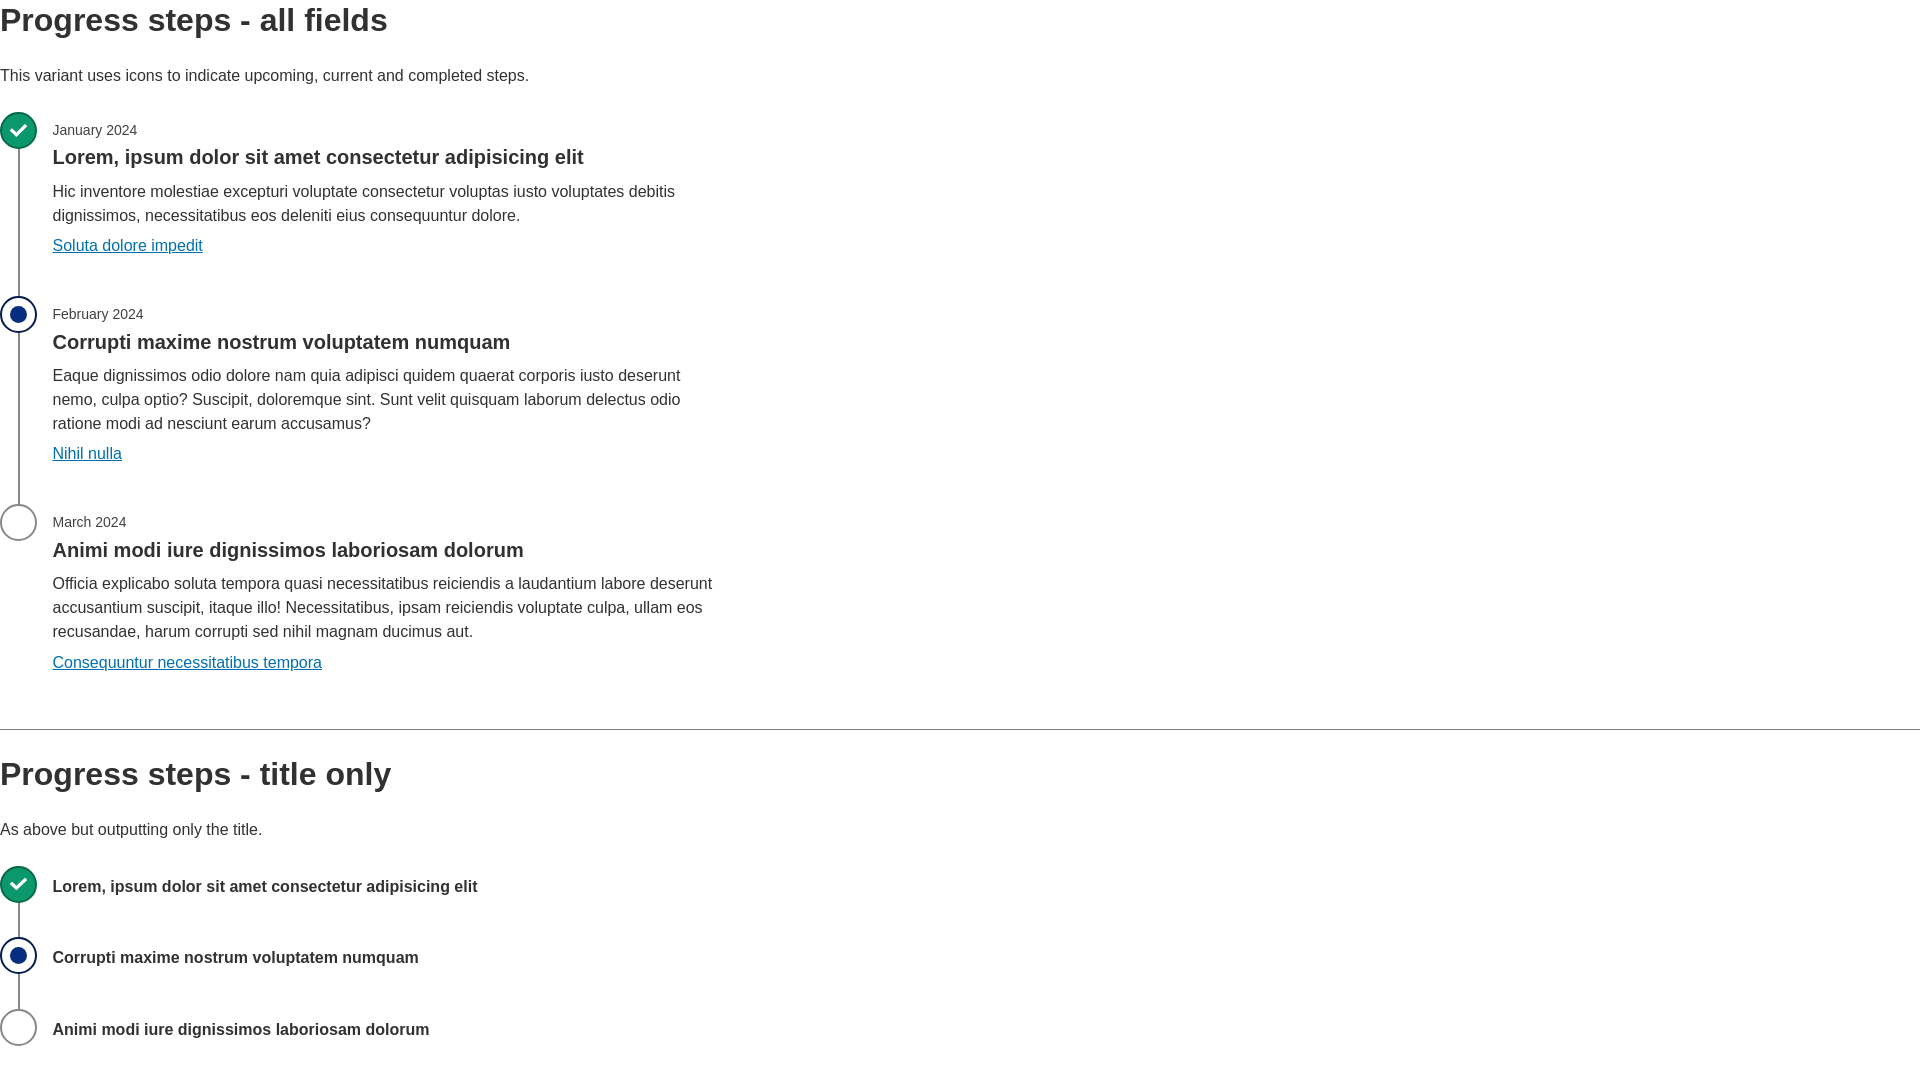 Progress steps - all fields
This variant uses icons to indicate upcoming, current and completed steps.
January 2024
Lorem, ipsum dolor sit amet consectetur adipisicing elit
Hic inventore molestiae excepturi voluptate consectetur voluptas iusto voluptates debitis
dignissimos, necessitatibus eos deleniti eius consequuntur dolore.
Soluta dolore impedit
February 2024
Corrupti maxime nostrum voluptatem numquam
Eaque dignissimos odio dolore nam quia adipisci quidem quaerat corporis iusto deserunt
nemo, culpa optio? Suscipit, doloremque sint. Sunt velit quisquam laborum delectus odio
ratione modi ad nesciunt earum accusamus?
Nihil nulla
March 2024
Animi modi iure dignissimos laboriosam dolorum
Officia explicabo soluta tempora quasi necessitatibus reiciendis a laudantium labore deserunt
accusantium suscipit, itaque illo! Necessitatibus, ipsam reiciendis voluptate culpa, ullam eos
recusandae, harum corrupti sed nihil magnam ducimus aut.
Consequuntur necessitatibus tempora
Progress steps - title only
As above but outputting only the title.
Lorem, ipsum dolor sit amet consectetur adipisicing elit
Corrupti maxime nostrum voluptatem numquam
Animi modi iure dignissimos laboriosam dolorum